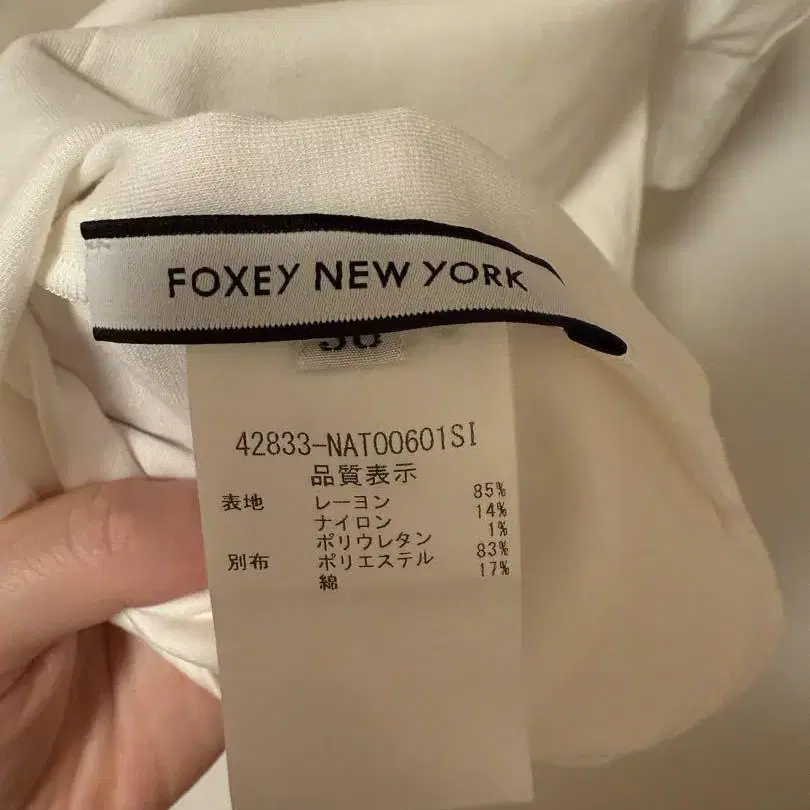 FOXEY NEW YORK
42833-NAT00601SI
品質表示
表地 レーヨン 85%
ナイロン 14%
ポリウレタン 1%
別布 ポリエステル 83%
綿 17%